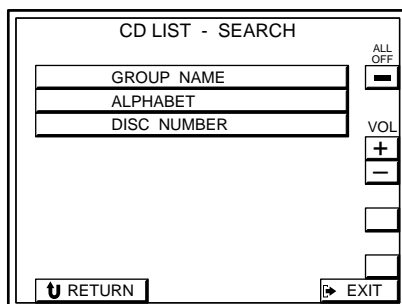 CD LIST - SEARCH
ALL
OFF
GROUP NAME
ALPHABET
DISC NUMBER
VOL
+
−
RETURN
EXIT